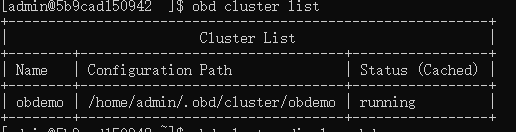 [admin@5b9cad150942 ~]$ obd cluster list
+------------------------------------------------------------+
|                        Cluster List                        |
+--------+---------------------------------+-----------------+
| Name   | Configuration Path              | Status (Cached) |
+--------+---------------------------------+-----------------+
| obdemo | /home/admin/.obd/cluster/obdemo | running         |
+--------+---------------------------------+-----------------+